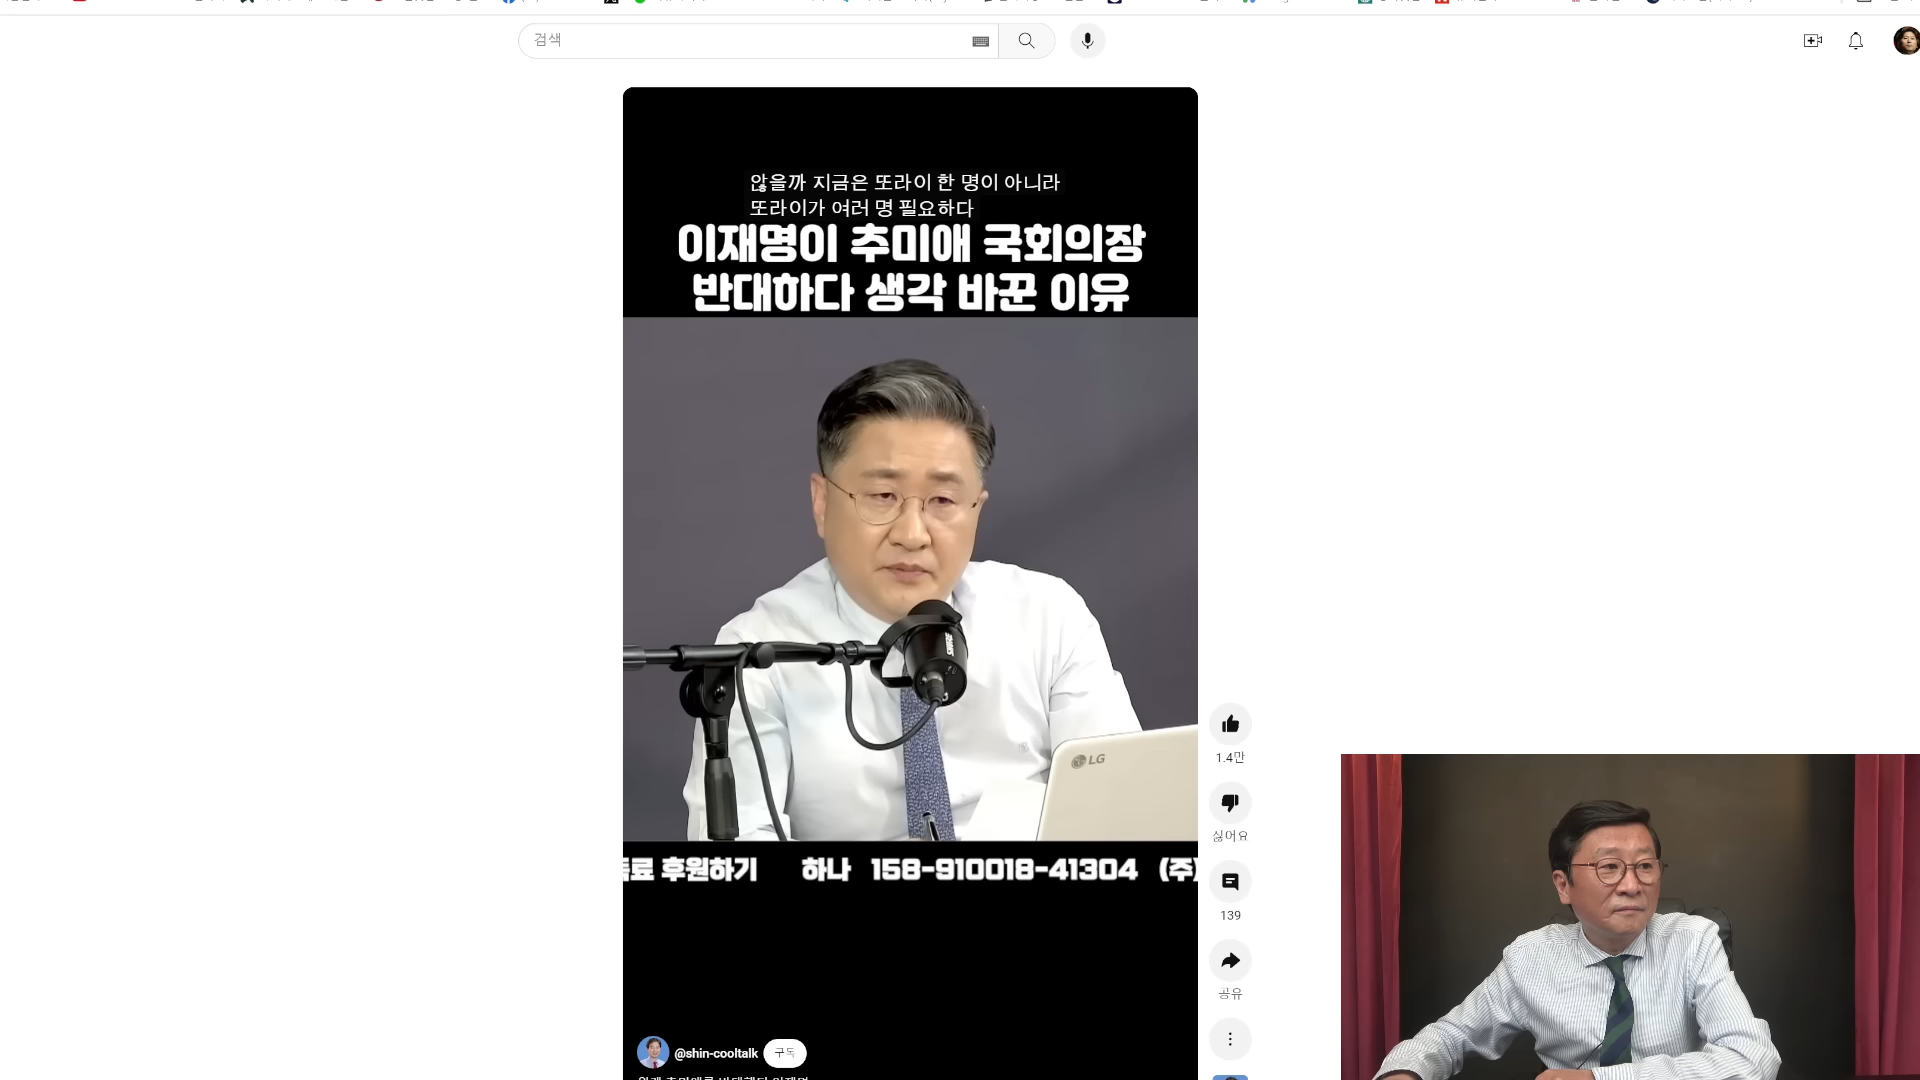 검색
않을까 지금은 또라이 한 명이 아니라
또라이가 여러 명 필요하다
이재명이 추미애 국회의장
반대하다 생각 바꾼 이유
SHURE
LG
료 후원하기 하나 158-910018-41304 (주)
1.4만
싫어요
139
공유
@shin-cooltalk 구독